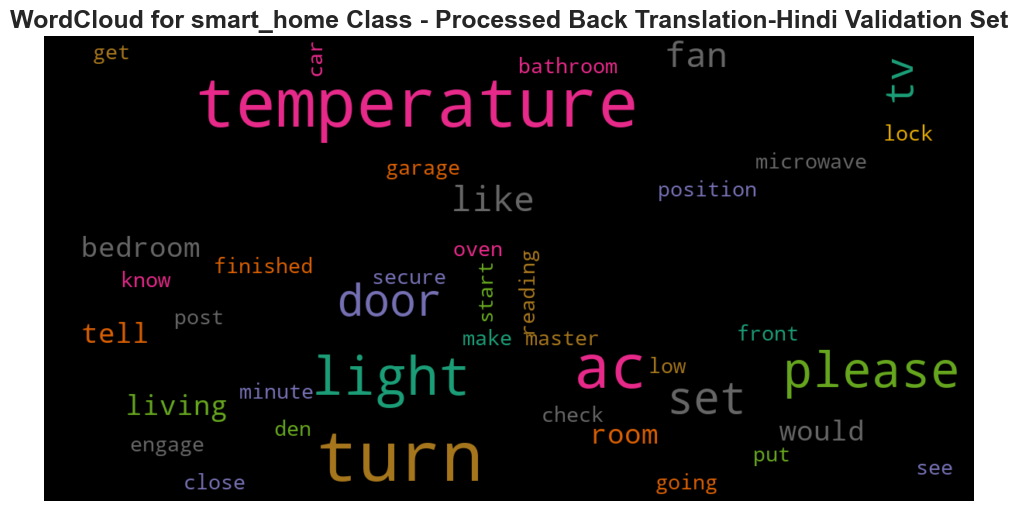 WordCloud for smart_home Class - Processed Back Translation-Hindi Validation Set
get
car
bathroom
fan
tv
temperature
lock
garage
microwave
position
like
bedroom
oven
finished
know
secure
start
reading
door
post
tell
make
master
front
light
ac
low
please
minute
set
living
check
den
room
would
engage
turn
put
see
close
going